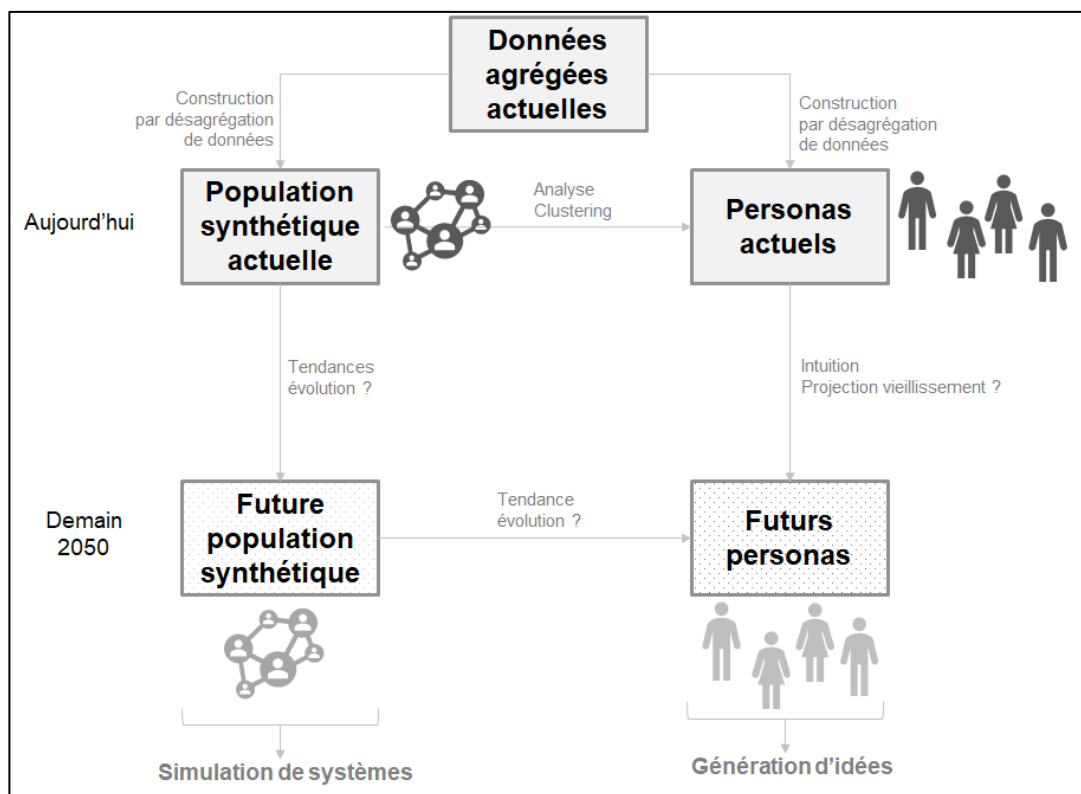 Données
agrégées
actuelles
Construction
par désagrégation
de données
Construction
par désagrégation
de données
Aujourd'hui
Population
synthétique
actuelle
Analyse
Clustering
Personas
actuels
Tendances
évolution ?
Intuition
Projection vieillissement ?
Demain
2050
Future
population
synthétique
Tendance
évolution ?
Futurs
personas
Simulation de systèmes
Génération d'idées